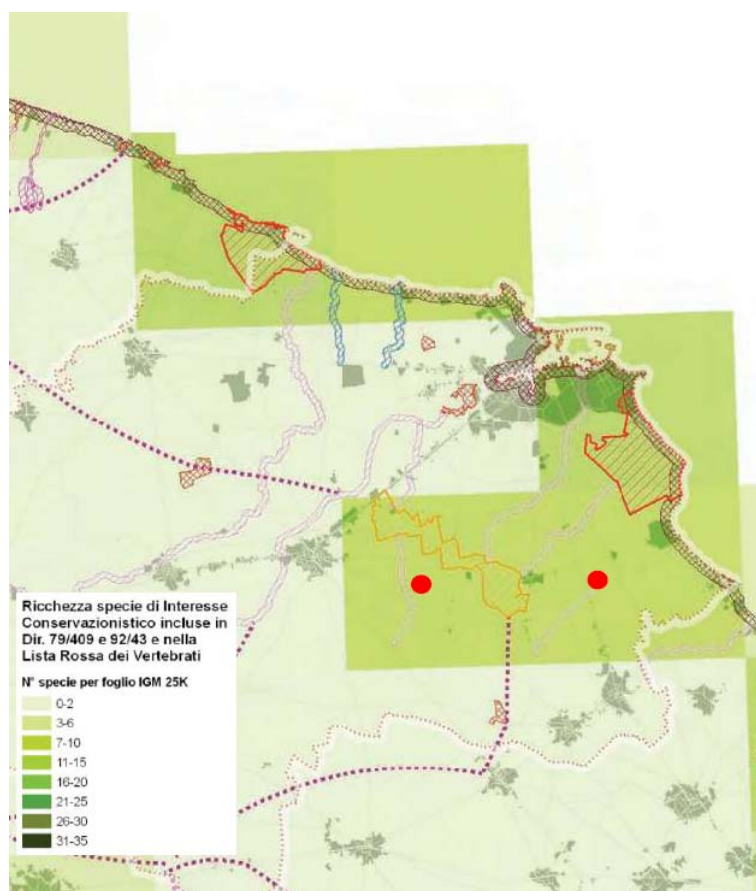 Ricchezza specie di Interesse
Conservazionistico incluse in
Dir. 79/409 e 92/43 e nella
Lista Rossa dei Vertebrati
N° specie per foglio IGM 25K
0-2
3-6
7-10
11-15
16-20
21-25
26-30
31-35